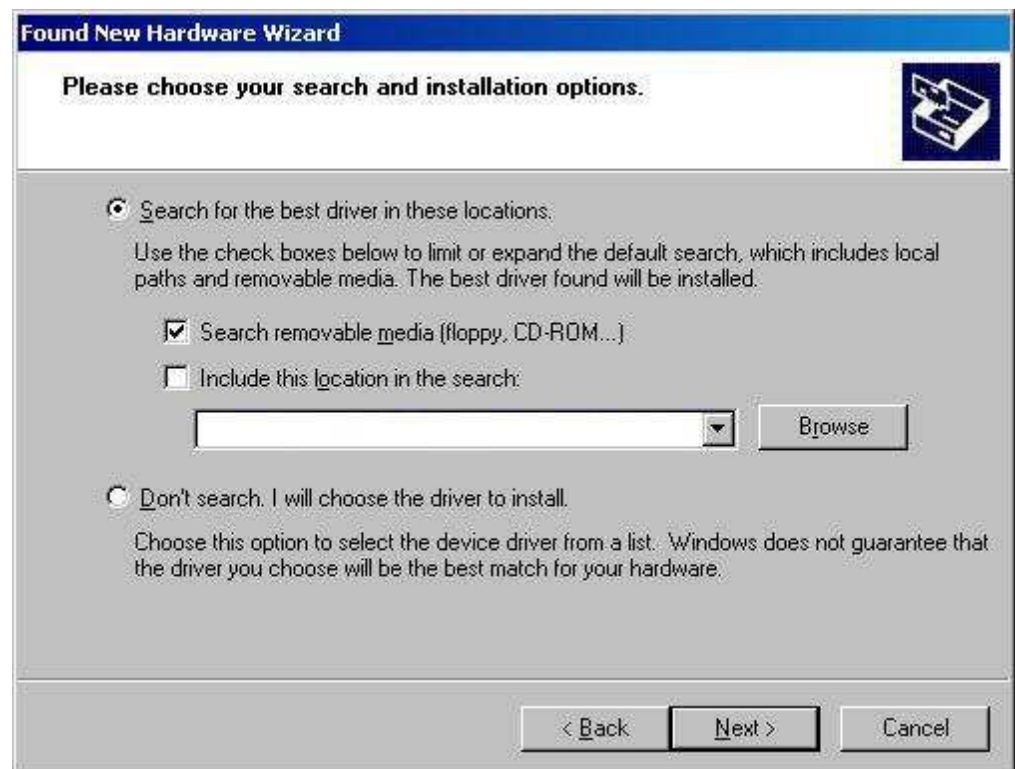 Found New Hardware Wizard
Please choose your search and installation options.
Search for the best driver in these locations.
Use the check boxes below to limit or expand the default search, which includes local
paths and removable media. The best driver found will be installed.
Search removable media (floppy, CD-ROM...)
Include this location in the search:
Browse
Don't search. I will choose the driver to install.
Choose this option to select the device driver from a list. Windows does not guarantee that
the driver you choose will be the best match for your hardware.
< Back Next > Cancel